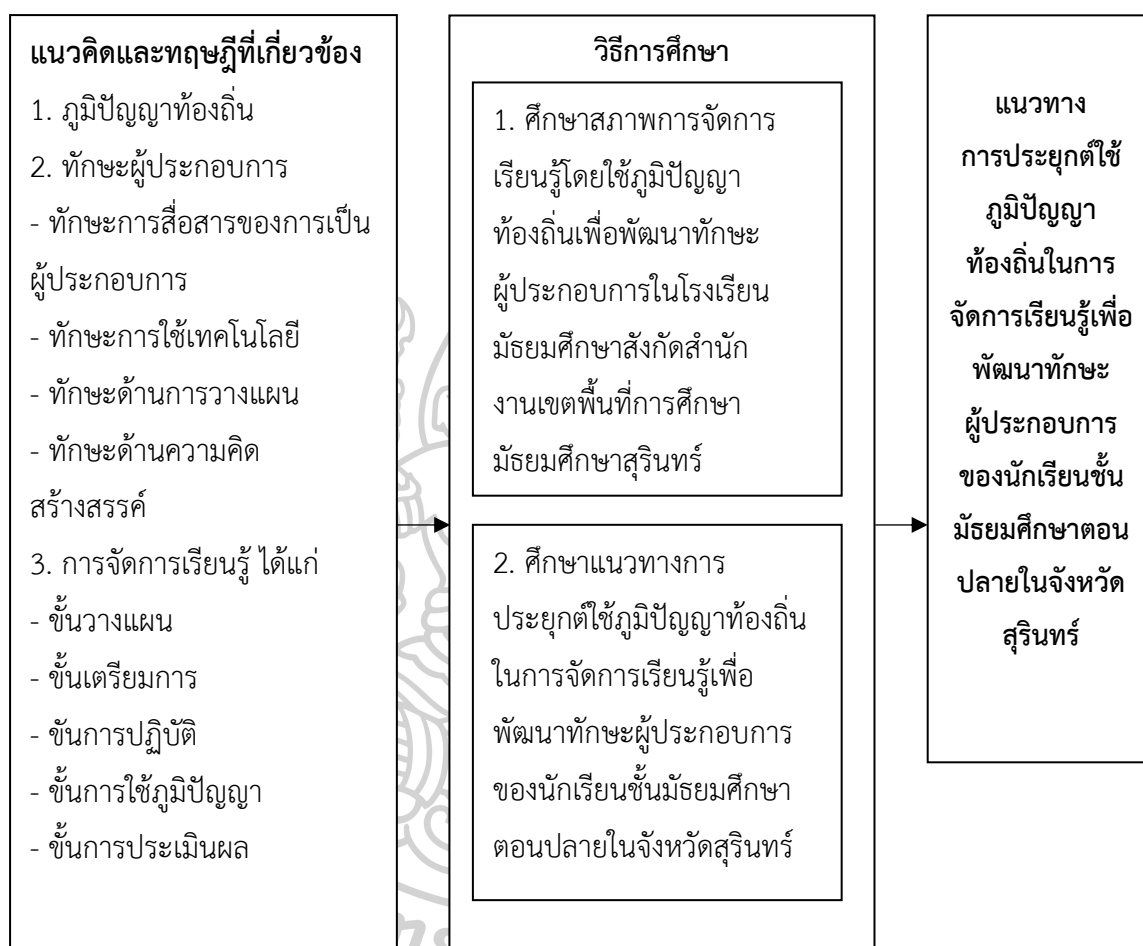 แนวคิดและทฤษฎีที่เกี่ยวข้อง
1. ภูมิปัญญาท้องถิ่น
2. ทักษะผู้ประกอบการ
- ทักษะการสื่อสารของการเป็น
ผู้ประกอบการ
- ทักษะการใช้เทคโนโลยี
- ทักษะด้านการวางแผน
- ทักษะด้านความคิด
สร้างสรรค์
3. การจัดการเรียนรู้ ได้แก่
- ขั้นวางแผน
- ขั้นเตรียมการ
- ขันการปฏิบัติ
- ขั้นการใช้ภูมิปัญญา
- ขั้นการประเมินผล
วิธีการศึกษา
1. ศึกษาสภาพการจัดการ
เรียนรู้โดยใช้ภูมิปัญญา
ท้องถิ่นเพื่อพัฒนาทักษะ
ผู้ประกอบการในโรงเรียน
มัธยมศึกษาสังกัดสำนัก
งานเขตพื้นที่การศึกษา
มัธยมศึกษาสุรินทร์
2. ศึกษาแนวทางการ
ประยุกต์ใช้ภูมิปัญญาท้องถิ่น
ในการจัดการเรียนรู้เพื่อ
พัฒนาทักษะผู้ประกอบการ
ของนักเรียนชั้นมัธยมศึกษา
ตอนปลายในจังหวัดสุรินทร์
แนวทาง
การประยุกต์ใช้
ภูมิปัญญา
ท้องถิ่นในการ
จัดการเรียนรู้เพื่อ
พัฒนาทักษะ
ผู้ประกอบการ
ของนักเรียนชั้น
มัธยมศึกษาตอน
ปลายในจังหวัด
สุรินทร์